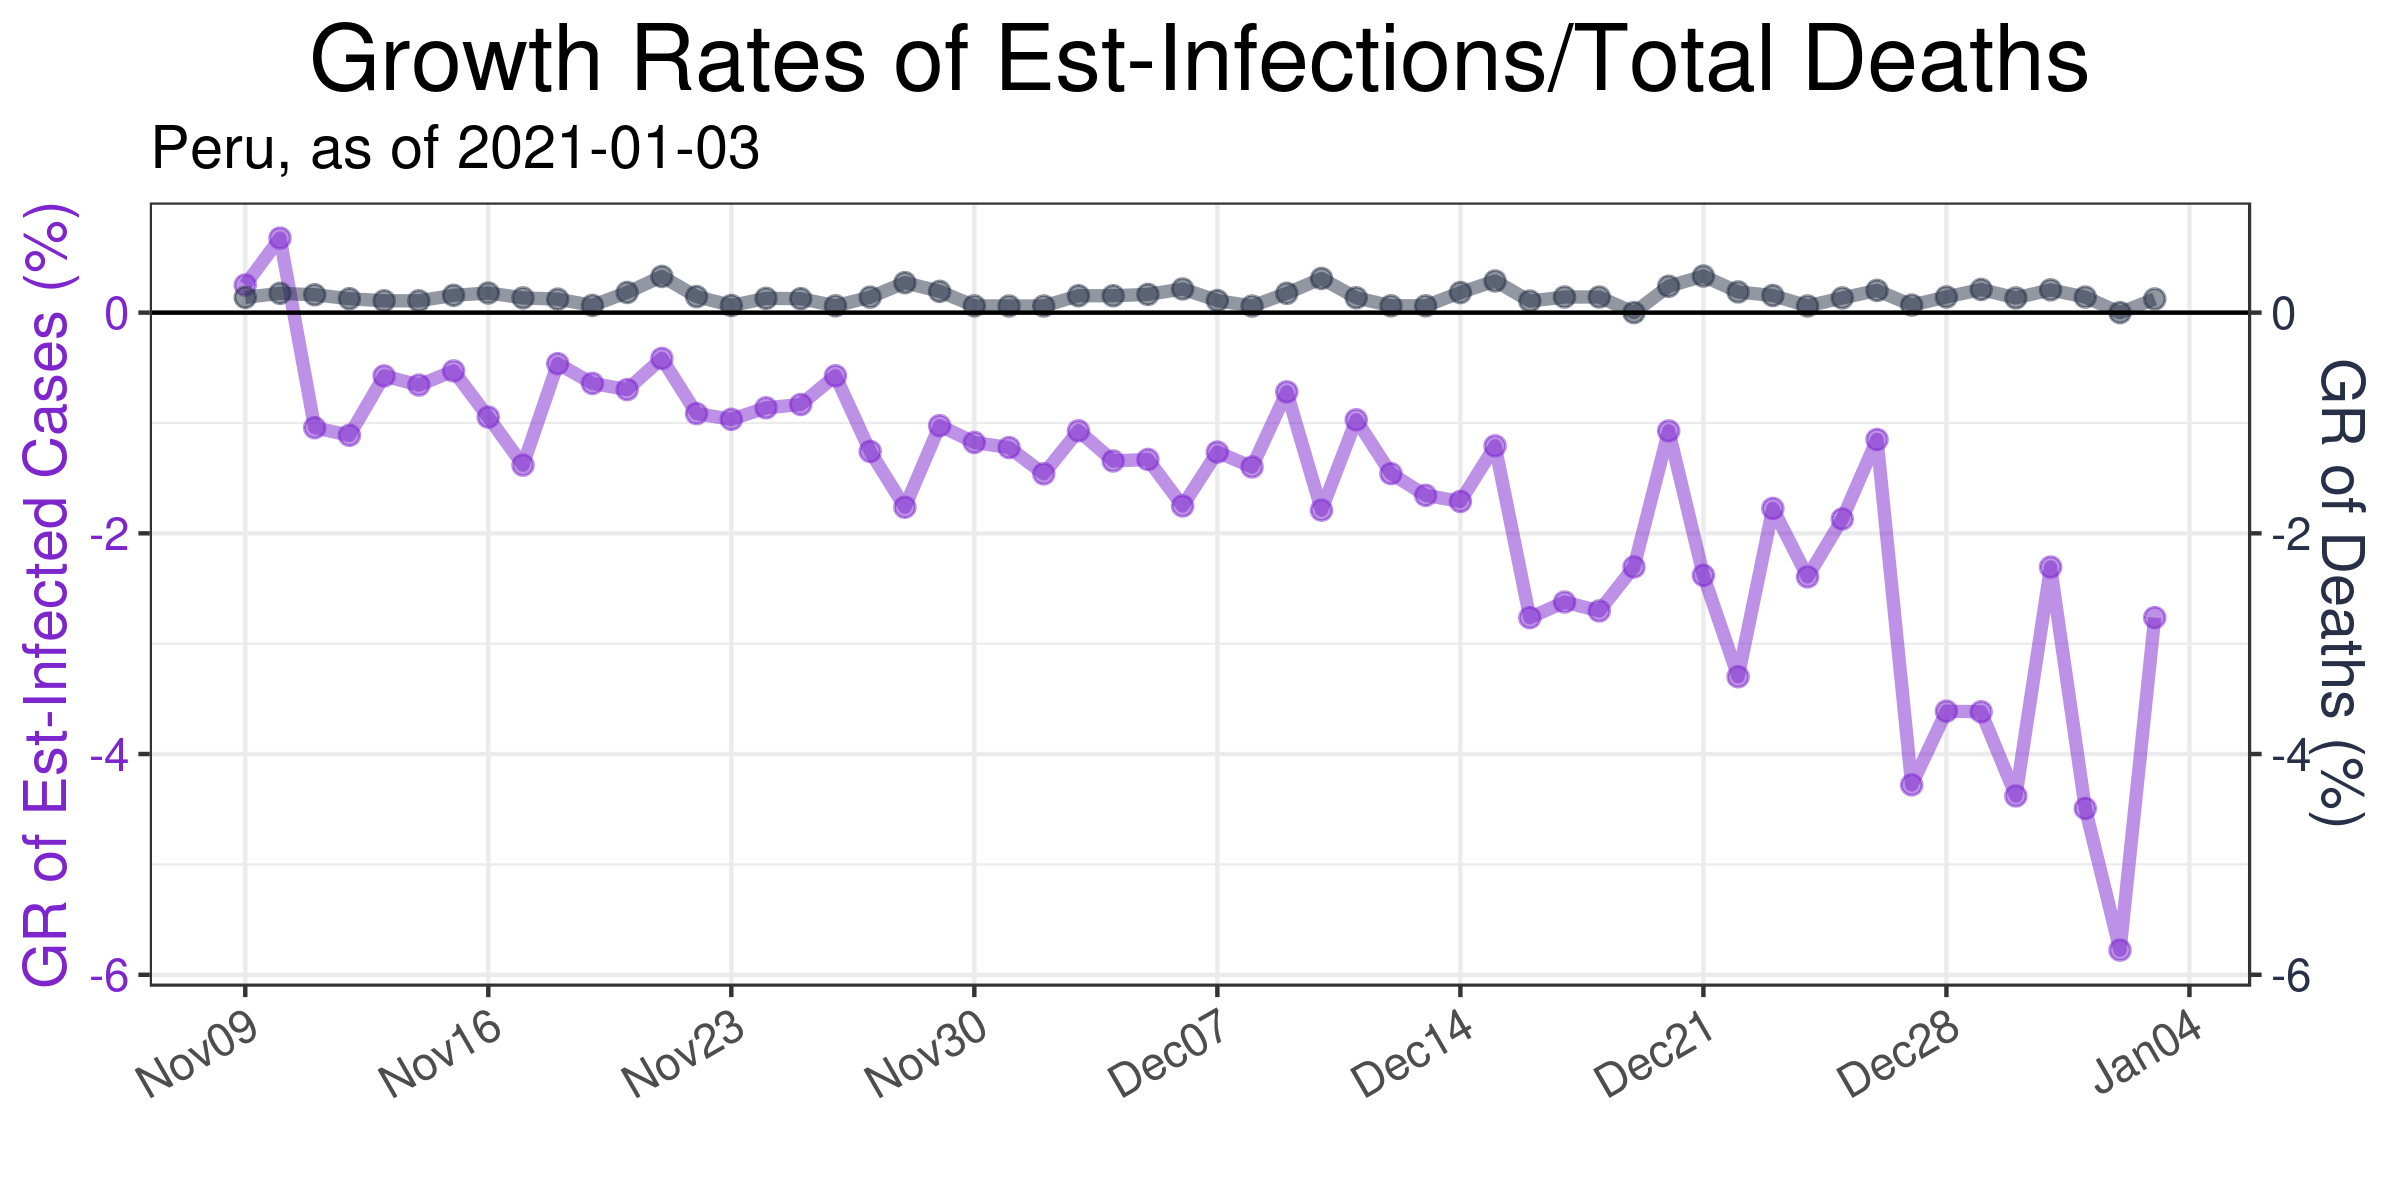 Growth Rates of Est-Infections/Total Deaths
Peru, as of 2021-01-03
GR of Est-Infected Cases (%)
0
-2
-4
-6
0
-2
-4
-6
GR of Deaths (%)
Nov09
Nov16
Nov23
Nov30
Dec07
Dec14
Dec21
Dec28
Jan04